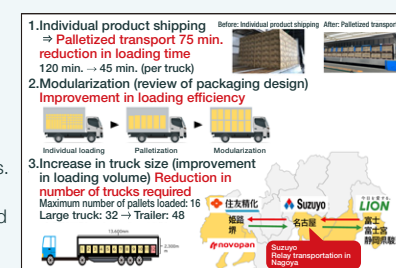 1.Individual product shipping
⇒ Palletized transport 75 min.
reduction in loading time
120 min. → 45 min. (per truck)
Before: Individual product shipping After: Palletized transport
2.Modularization (review of packaging design)
Improvement in loading efficiency
Individual loading Palletization Modularization
3.Increase in truck size (improvement
in loading volume) Reduction in
number of trucks required
Maximum number of pallets loaded: 16
Large truck: 32 → Trailer: 48
住友精化
姫路
堺
novopan
Suzuyo
名古屋
LION
富士
富士宮
静岡県駿
Suzuyo
Relay transportation in
Nagoya
s.
d